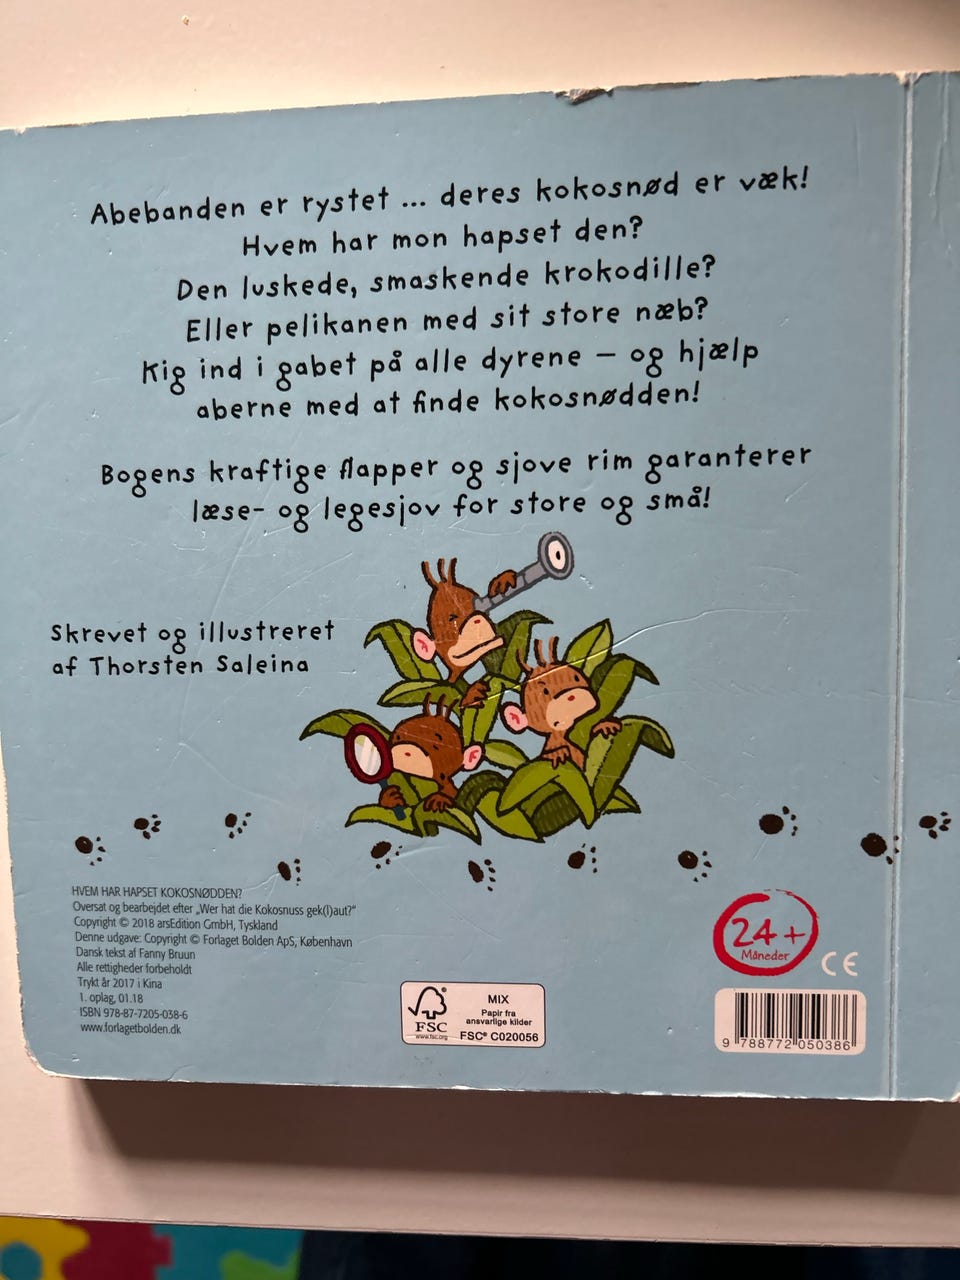 Abebanden er rystet ... deres kokosnød er væk!
Hvem har mon hapset den?
Den luskede, smaskende krokodille?
Eller pelikanen med sit store næb?
Kig ind i gabet på alle dyrene – og hjælp
aberne med at finde kokosnødden!
Bogens kraftige flapper og sjove rim garanterer
læse- og legesjov for store og små!
Skrevet og illustreret
af Thorsten Saleina
HVEM HAR HAPSET KOKOSNØDDEN?
Oversat og bearbejdet efter „Wer hat die Kokosnuss gek(l)aut?“
Copyright © 2018 arsEdition GmbH, Tyskland
Denne udgave: Copyright © Forlaget Bolden ApS, København
Dansk tekst af Fanny Bruun
Alle rettigheder forbeholdt
Trykt år 2017 i Kina
1. oplag, 01.18
ISBN 978-87-7205-038-6
www.forlagetbolden.dk
FSC
www.fsc.org
MIX
Papir fra
ansvarlige kilder
FSC® C020056
24+
Måneder
CE
9 788772 050386